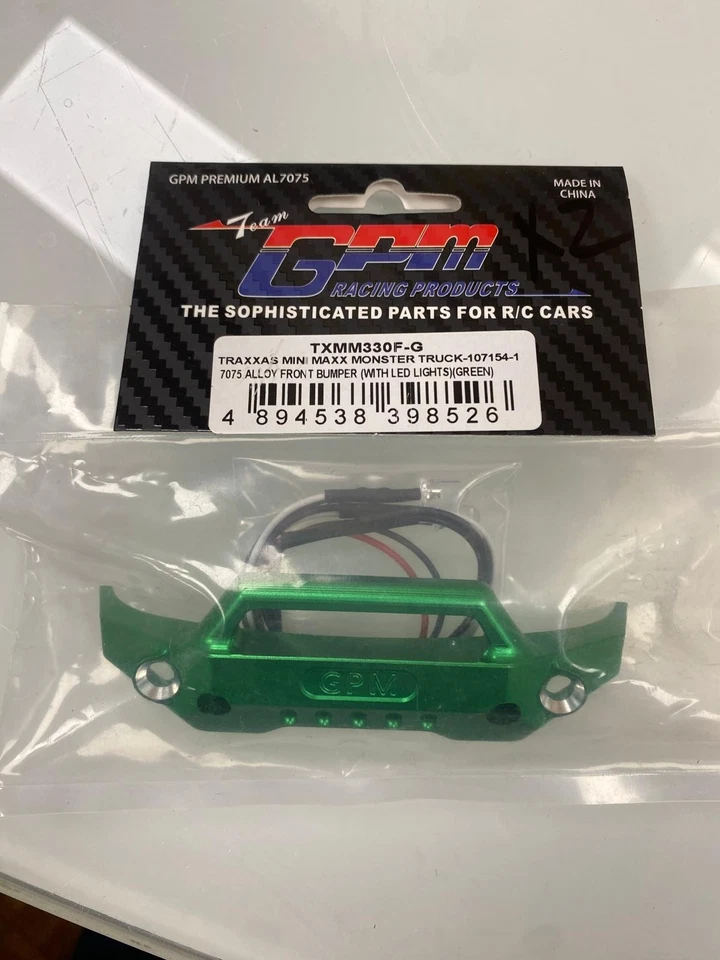 GPM PREMIUM AL7075
MADE IN
CHINA
Team
GPM
X2
RACING PRODUCTS
THE SOPHISTICATED PARTS FOR R/C CARS
TXMM330F-G
TRAXXAS MINI MAXX MONSTER TRUCK-107154-1
7075 ALLOY FRONT BUMPER (WITH LED LIGHTS)(GREEN)
4 894538 398526
GPM